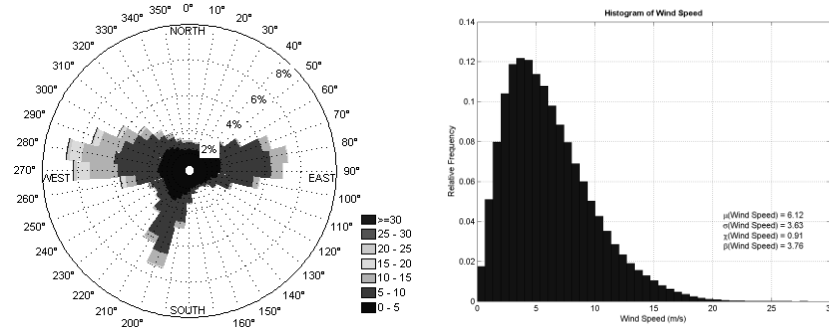 0°
350° 10°
340° 20°
330° 30°
320° 40°
310° 50°
300° 60°
290° 70°
280° 80°
270° 90°
260° 100°
250° 110°
240° 120°
230° 130°
220° 140°
210° 150°
200° 160°
NORTH
EAST
SOUTH
WEST
8%
6%
4%
2%
>=30
25 - 30
20 - 25
15 - 20
10 - 15
5 - 10
0 - 5
Histogram of Wind Speed
Relative Frequency
0.14
0.12
0.1
0.08
0.06
0.04
0.02
0
μ(Wind Speed) = 6.12
σ(Wind Speed) = 3.63
χ(Wind Speed) = 0.91
β(Wind Speed) = 3.76
0 5 10 15 20 25
Wind Speed (m/s)